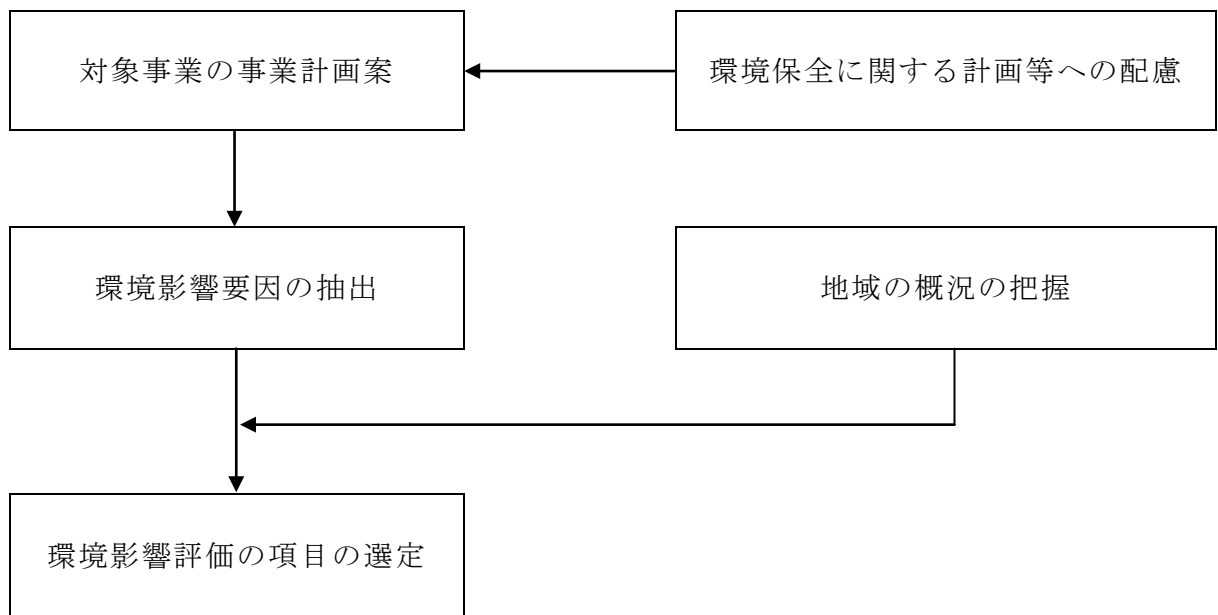 対象事業の事業計画案
環境保全に関する計画等への配慮
環境影響要因の抽出
地域の概況の把握
環境影響評価の項目の選定